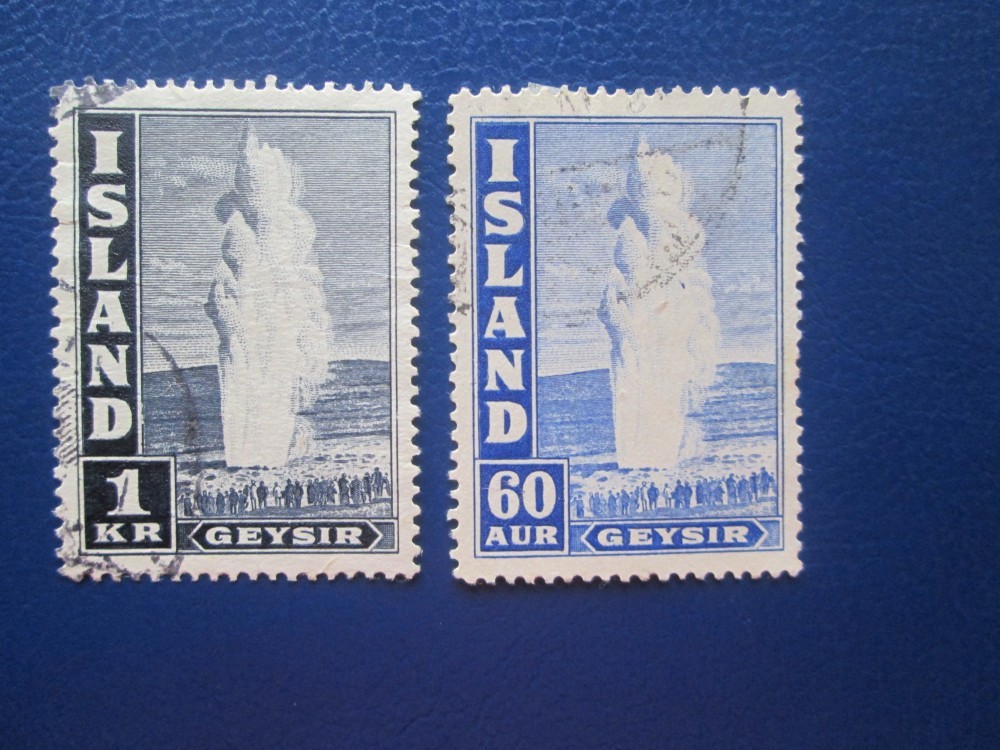 ISLAND
1
KR
GEYSIR
ISLAND
60
AUR
GEYSIR